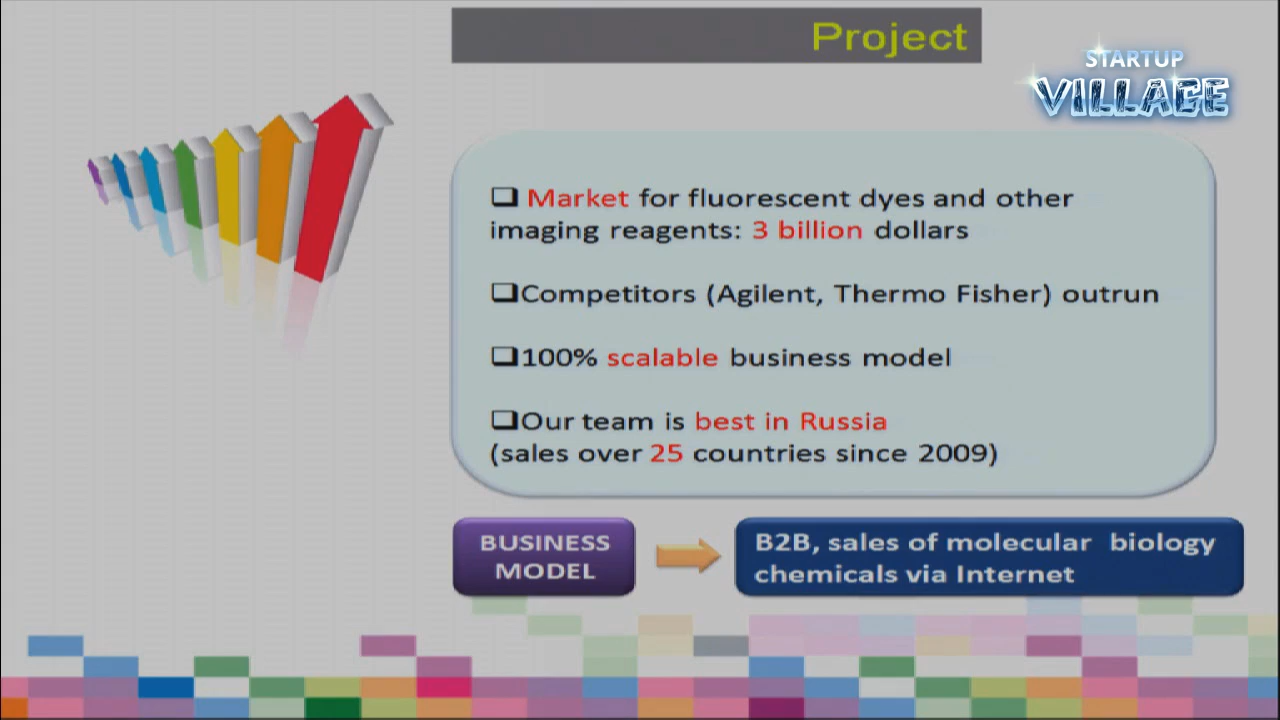 Project
STARTUP
VILLAGE
Market for fluorescent dyes and other
imaging reagents: 3 billion dollars
Competitors (Agilent, Thermo Fisher) outrun
100% scalable business model
Our team is best in Russia
(sales over 25 countries since 2009)
BUSINESS
MODEL
B2B, sales of molecular biology
chemicals via Internet